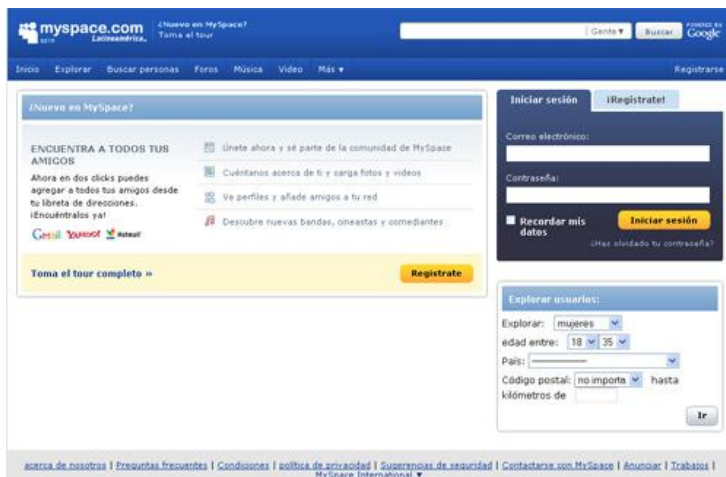 myspace.com
Latinoamérica.
¿Nuevo en MySpace?
Toma el tour
Gente ▼
Buscar
POWERED BY
Google
Inicio Explorar Buscar personas Foros Música Video Más ▼ Registrarse
¿Nuevo en MySpace?
ENCUENTRA A TODOS TUS
AMIGOS
Ahora en dos clicks puedes
agregar a todos tus amigos desde
tu libreta de direcciones.
¡Encuéntralos ya!
Gmail YAHOO! Hotmail
Únete ahora y sé parte de la comunidad de MySpace
Cuéntanos acerca de ti y carga fotos y videos
Ve perfiles y añade amigos a tu red
Descubre nuevas bandas, cineastas y comediantes
Toma el tour completo »
Registrate
Iniciar sesión
¡Registrate!
Correo electrónico:
Contraseña:
Recordar mis
datos
Iniciar sesión
¿Has olvidado tu contraseña?
Explorar usuarios:
Explorar: mujeres
edad entre: 18 35
País: ----------------
Código postal: no importa hasta
kilómetros de
Ir
acerca de nosotros | Preguntas frecuentes | Condiciones | política de privacidad | Sugerencias de seguridad | Contactarse con MySpace | Anunciar | Trabajos |
MySpace International ▼